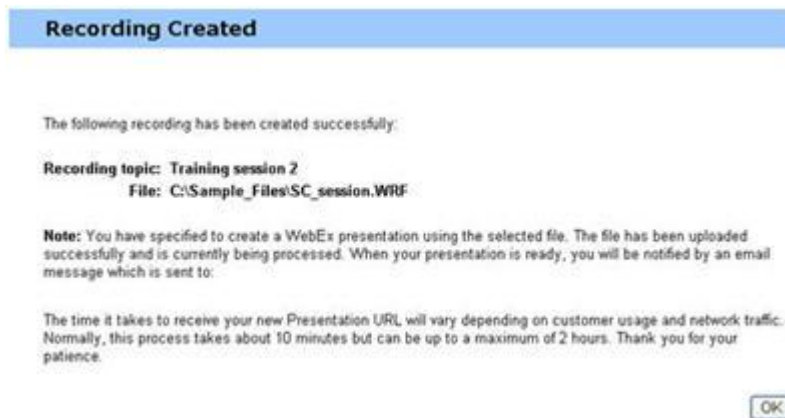 Recording Created
The following recording has been created successfully:
Recording topic: Training session 2
File: C:\Sample_Files\SC_session.WRF
Note: You have specified to create a WebEx presentation using the selected file. The file has been uploaded
successfully and is currently being processed. When your presentation is ready, you will be notified by an email
message which is sent to:
The time it takes to receive your new Presentation URL will vary depending on customer usage and network traffic.
Normally, this process takes about 10 minutes but can be up to a maximum of 2 hours. Thank you for your
patience.
OK